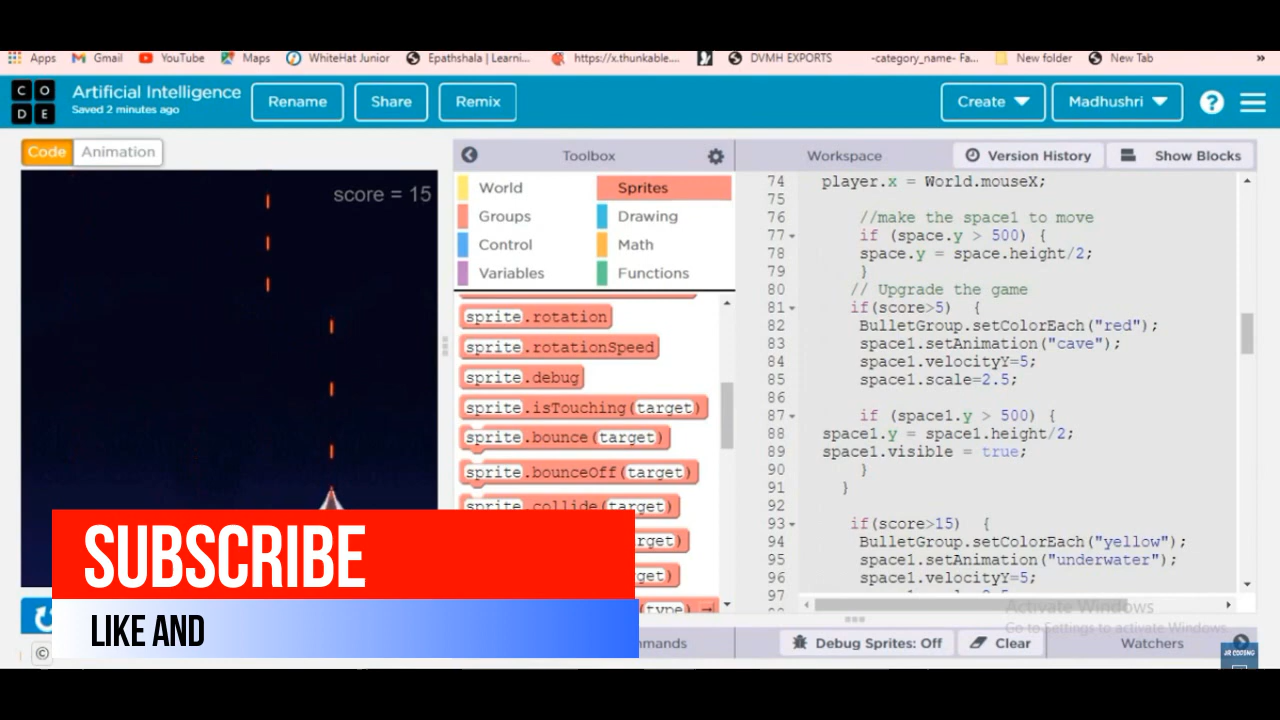 Apps Gmail YouTube Maps WhiteHat Junior Epathshala | Learni... https://x.thunkable.... DVMH EXPORTS -category_name- Fa... New folder New Tab »
C O
D E
Artificial Intelligence
Saved 2 minutes ago
Rename Share Remix Create Madhushri ?
Code Animation
score = 15
Toolbox
World Sprites
Groups Drawing
Control Math
Variables Functions
sprite.rotation
sprite.rotationSpeed
sprite.debug
sprite.isTouching(target)
sprite.bounce(target)
sprite.bounceOff(target)
sprite.collide(target)
rget)
get)
(type)
mmands
Workspace Version History Show Blocks
74 player.x = World.mouseX;
75
76 //make the space1 to move
77 if (space.y > 500) {
78 space.y = space.height/2;
79 }
80 // Upgrade the game
81 if(score>5) {
82 BulletGroup.setColorEach("red");
83 space1.setAnimation("cave");
84 space1.velocityY=5;
85 space1.scale=2.5;
86
87 if (space1.y > 500) {
88 space1.y = space1.height/2;
89 space1.visible = true;
90 }
91 }
92
93 if(score>15) {
94 BulletGroup.setColorEach("yellow");
95 space1.setAnimation("underwater");
96 space1.velocityY=5;
97
Activate Windows
Go to Settings to activate Windows.
Debug Sprites: Off Clear Watchers
JR CODING
SUBSCRIBE
LIKE AND
©